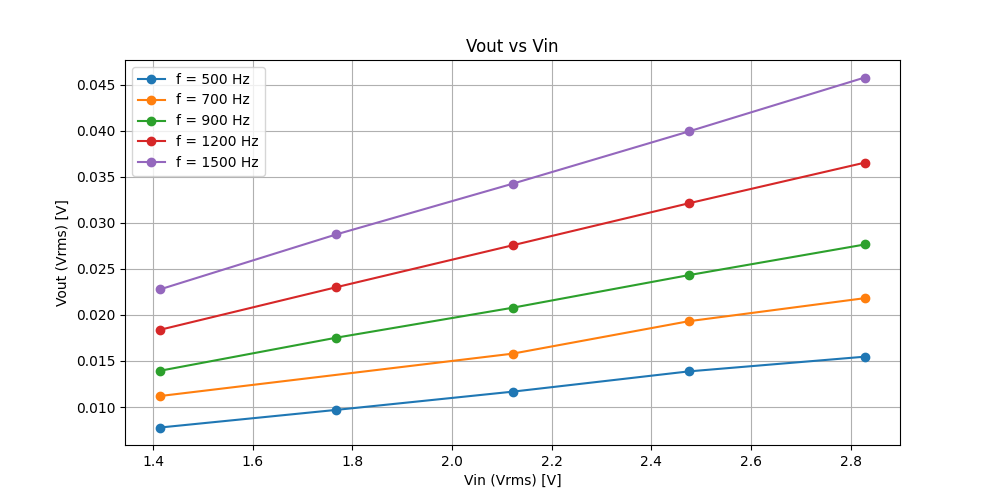 Vout vs Vin
f = 500 Hz
f = 700 Hz
f = 900 Hz
f = 1200 Hz
f = 1500 Hz
0.045
0.040
0.035
0.030
0.025
0.020
0.015
0.010
Vout (Vrms) [V]
1.4 1.6 1.8 2.0 2.2 2.4 2.6 2.8
Vin (Vrms) [V]